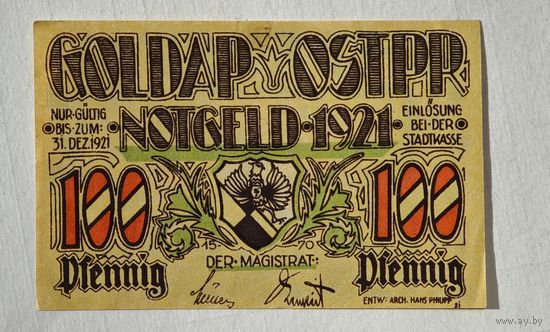 GOLDAP OSTPR
NUR·GÜLTIG
·BIS·ZUM:·
31.DEZ.1921
NOTGELD·1921
EINLÖSUNG
·BEI·DER·
STADTKASSE
100
100
15 70
Pfennig
DER·MAGISTRAT:
Pfennig
ENTW: ARCH. HANS PHILIPP
21
www.ay.by